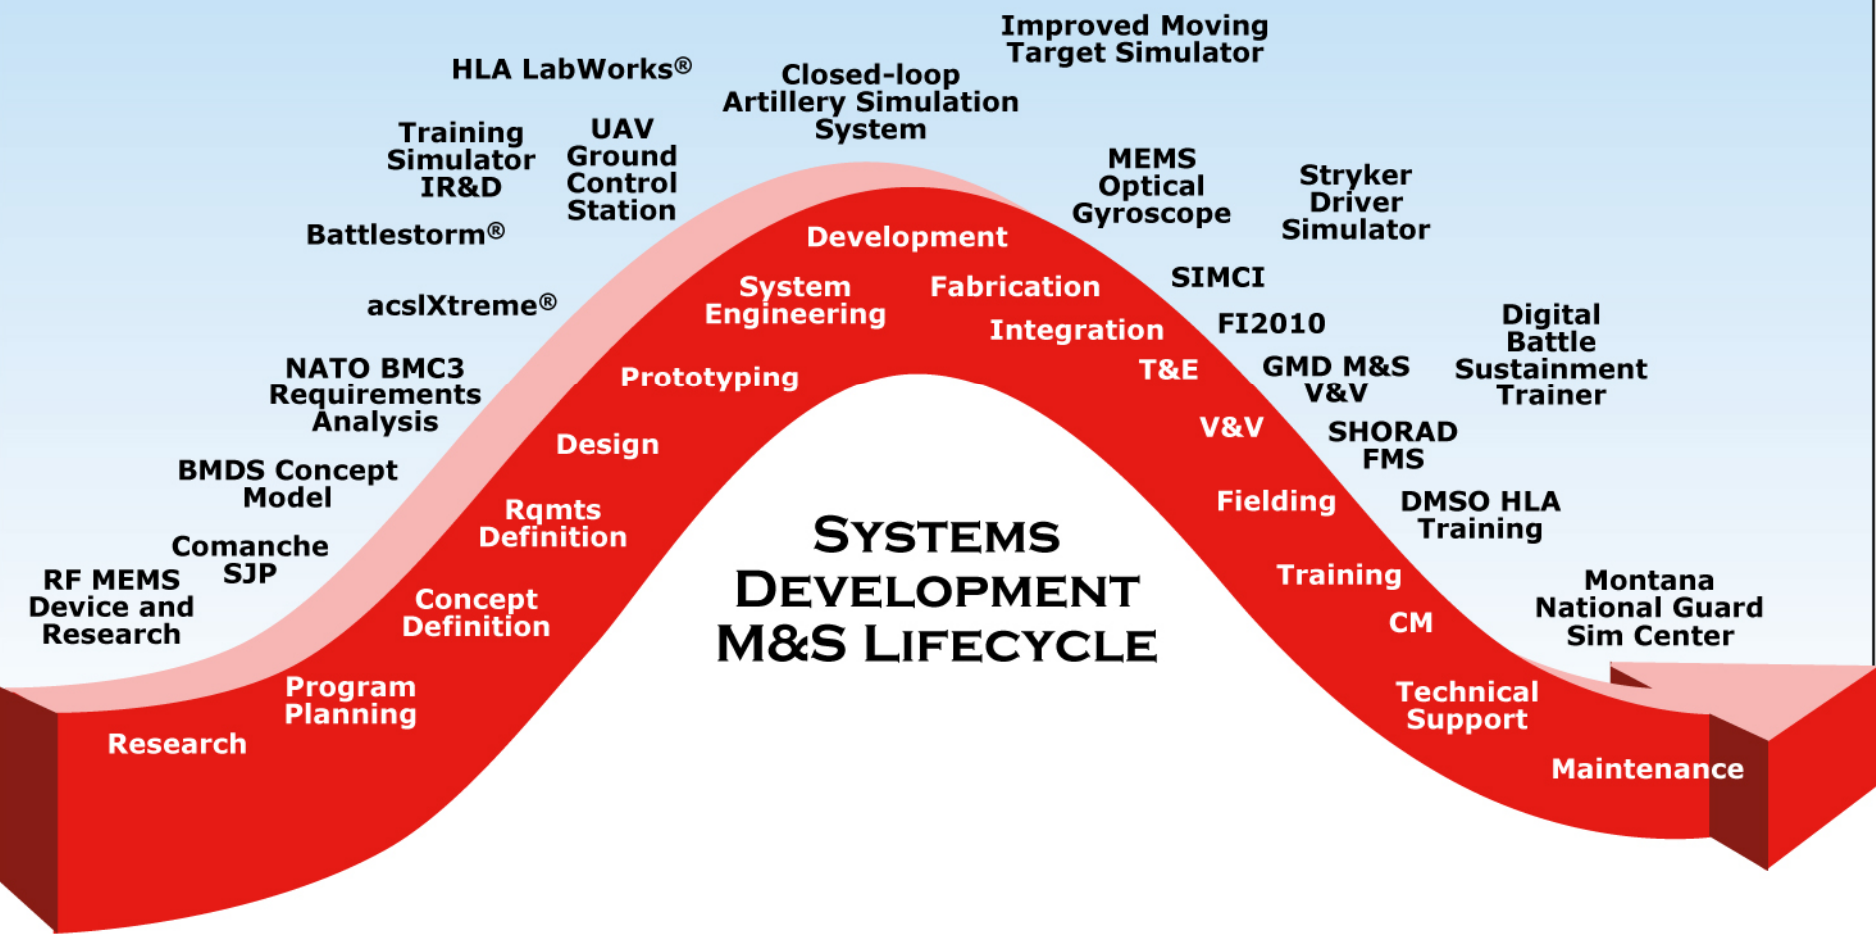 Improved Moving
Target Simulator
HLA LabWorks®
Closed-loop
Artillery Simulation
System
Training
Simulator
IR&D
UAV
Ground
Control
Station
MEMS
Optical
Gyroscope
Stryker
Driver
Simulator
Battlestorm®
SIMCI
acslXtreme®
FI2010
Digital
Battle
Sustainment
Trainer
NATO BMC3
Requirements
Analysis
GMD M&S
V&V
SHORAD
FMS
BMDS Concept
Model
DMSO HLA
Training
Comanche
SJP
RF MEMS
Device and
Research
Montana
National Guard
Sim Center
Research
Program
Planning
Concept
Definition
Rqmts
Definition
Design
Prototyping
System
Engineering
Development
Fabrication
Integration
T&E
V&V
Fielding
Training
CM
Technical
Support
Maintenance
SYSTEMS
DEVELOPMENT
M&S LIFECYCLE